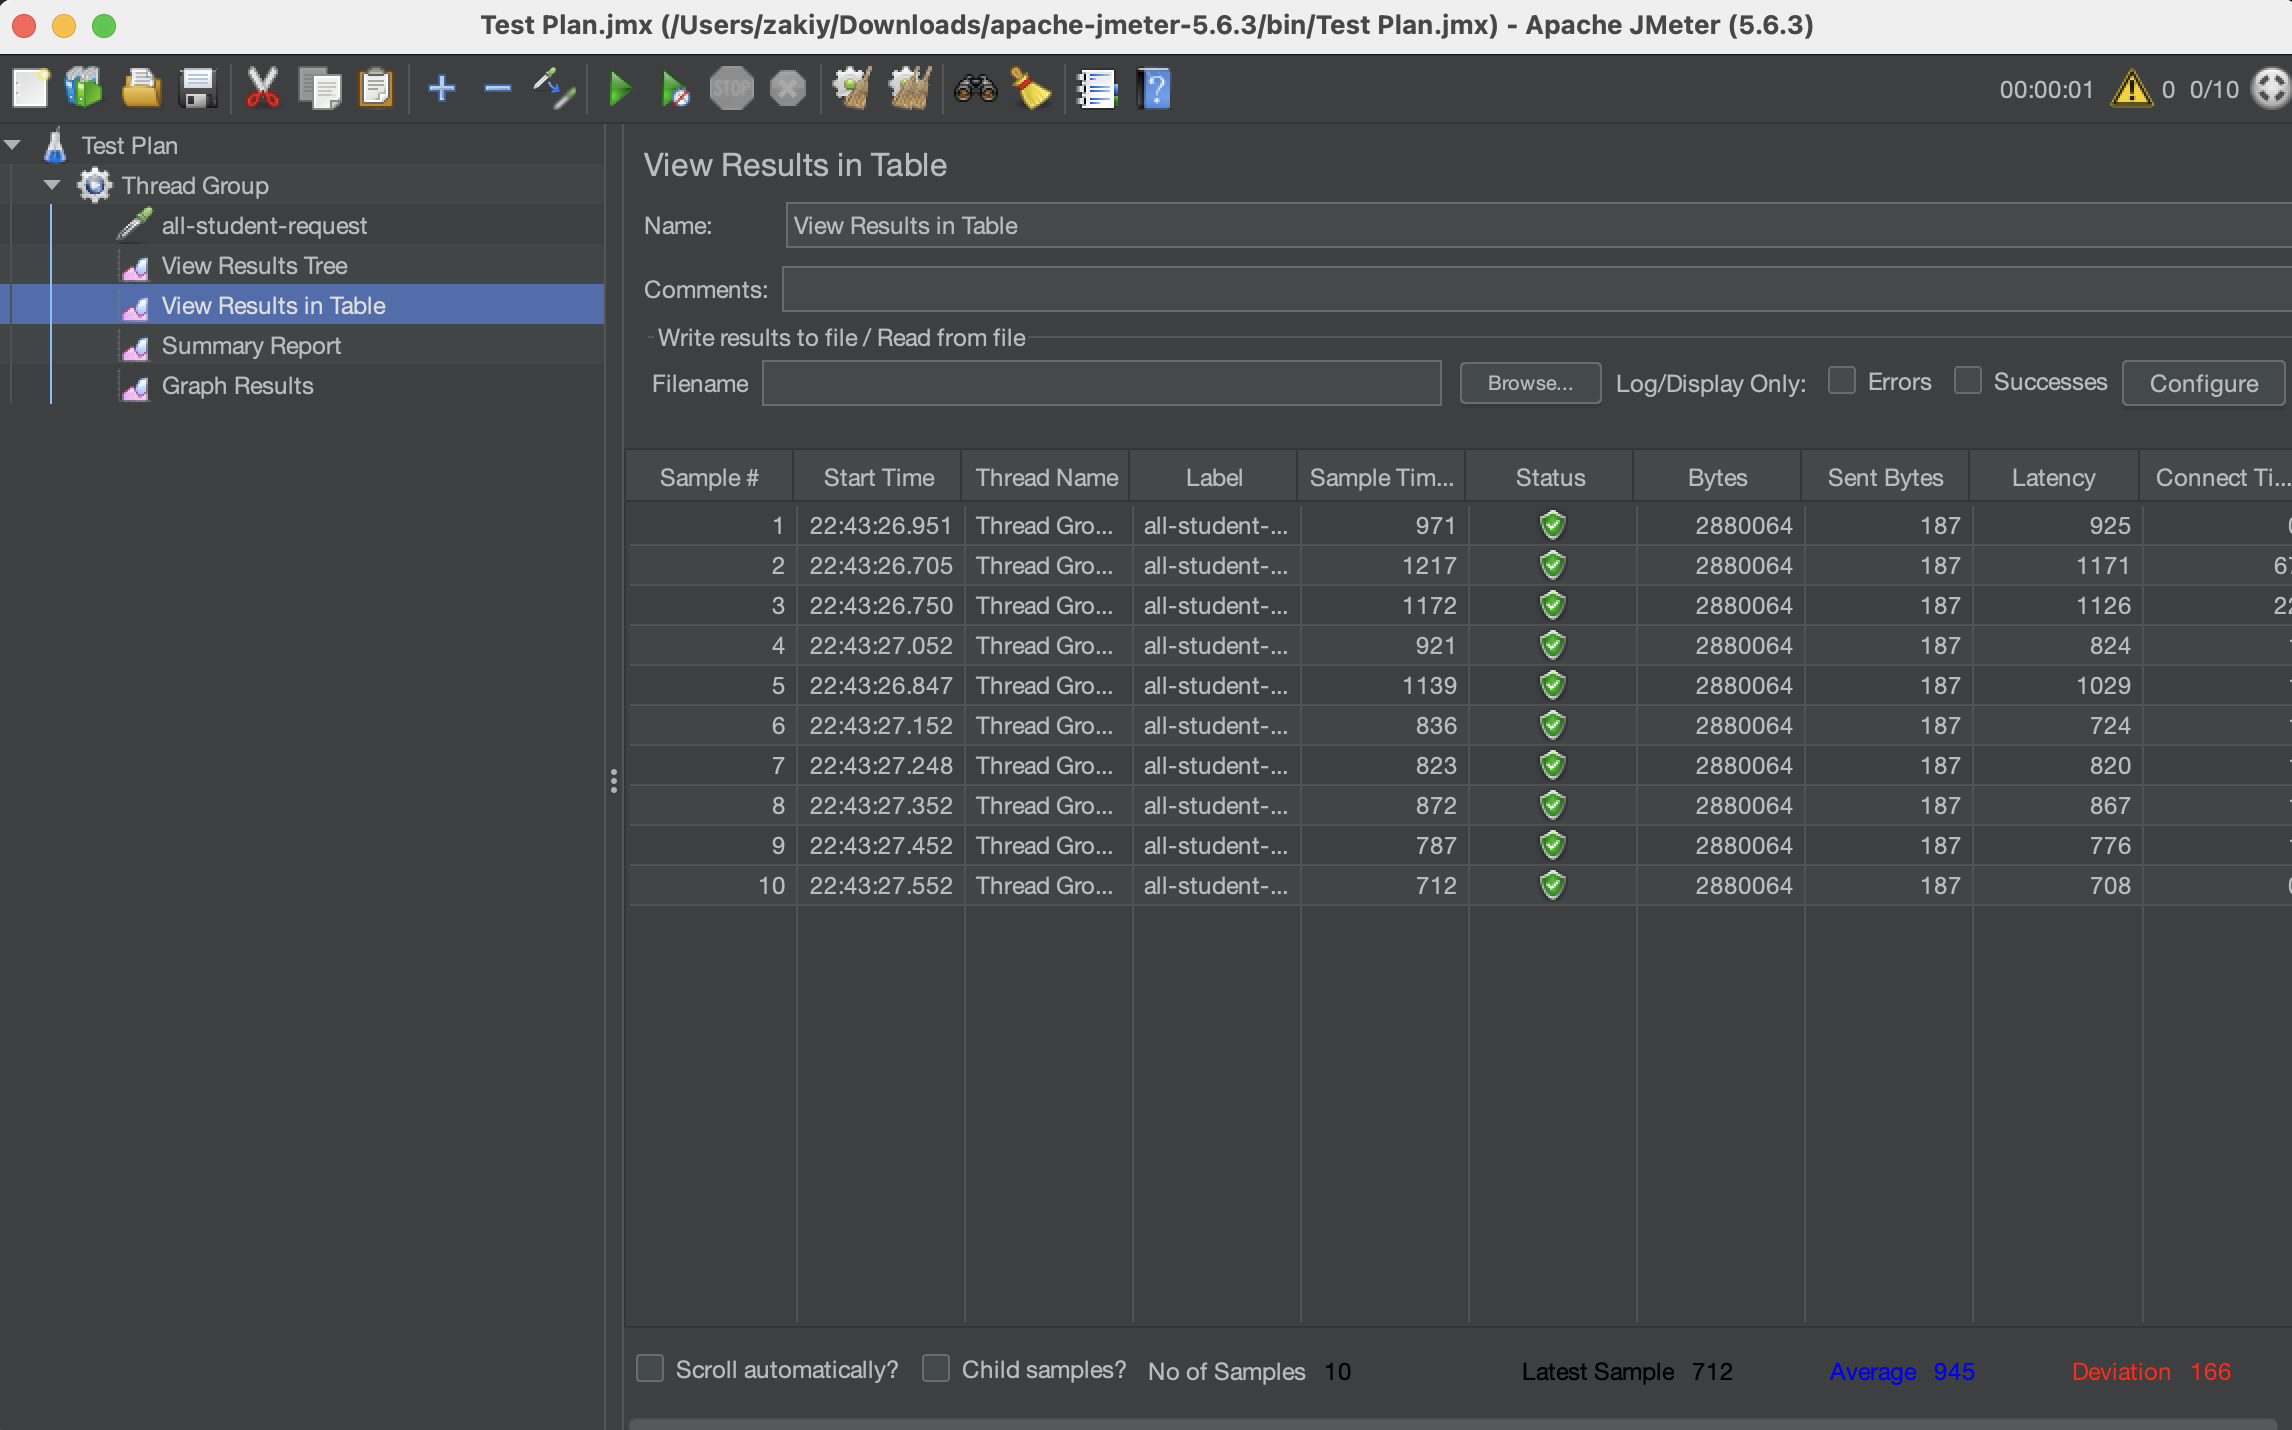 Test Plan.jmx (/Users/zakiy/Downloads/apache-jmeter-5.6.3/bin/Test Plan.jmx) - Apache JMeter (5.6.3)
STOP
00:00:01 0 0/10
Test Plan
Thread Group
all-student-request
View Results Tree
View Results in Table
Summary Report
Graph Results
View Results in Table
Name: View Results in Table
Comments:
Write results to file / Read from file
Filename Browse... Log/Display Only: Errors Successes Configure
Sample # Start Time Thread Name Label Sample Tim... Status Bytes Sent Bytes Latency Connect Ti...
1 22:43:26.951 Thread Gro... all-student-... 971 2880064 187 925
2 22:43:26.705 Thread Gro... all-student-... 1217 2880064 187 1171
3 22:43:26.750 Thread Gro... all-student-... 1172 2880064 187 1126
4 22:43:27.052 Thread Gro... all-student-... 921 2880064 187 824
5 22:43:26.847 Thread Gro... all-student-... 1139 2880064 187 1029
6 22:43:27.152 Thread Gro... all-student-... 836 2880064 187 724
7 22:43:27.248 Thread Gro... all-student-... 823 2880064 187 820
8 22:43:27.352 Thread Gro... all-student-... 872 2880064 187 867
9 22:43:27.452 Thread Gro... all-student-... 787 2880064 187 776
10 22:43:27.552 Thread Gro... all-student-... 712 2880064 187 708
Scroll automatically? Child samples? No of Samples 10 Latest Sample 712 Average 945 Deviation 166